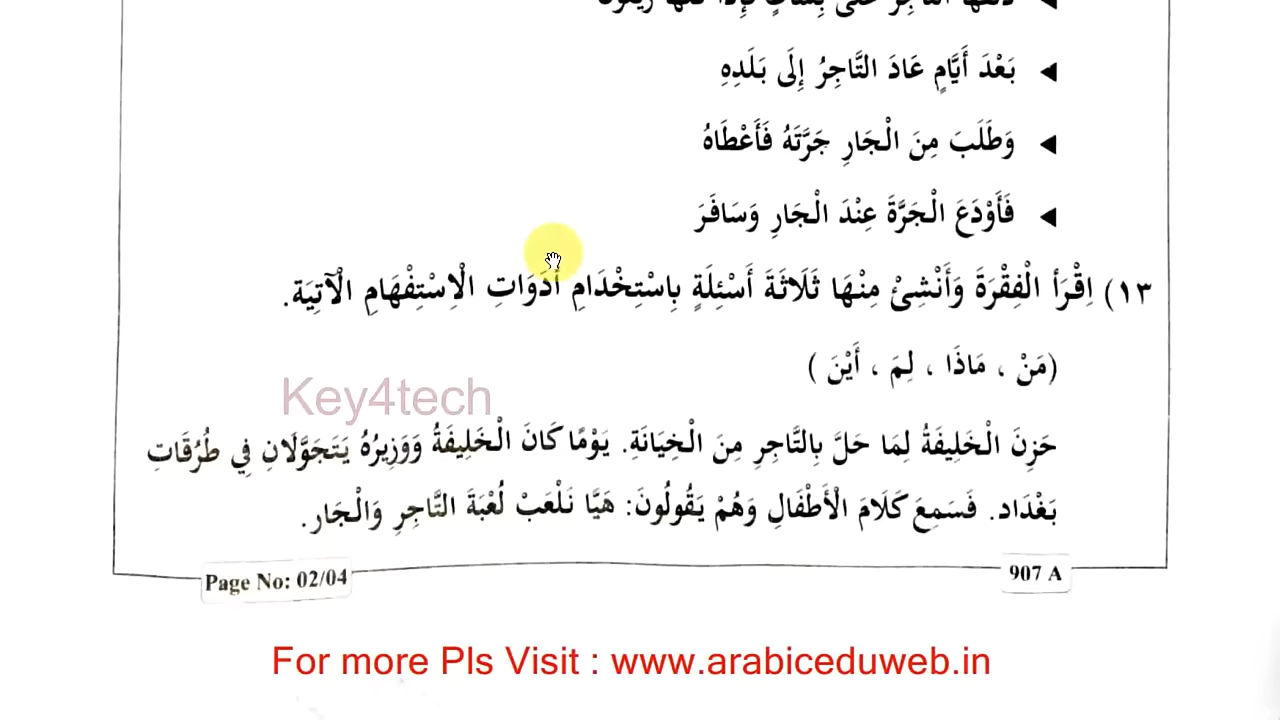 ◄ بَعْدَ أَيَّامٍ عَادَ التَّاجِرُ إِلَى بَلَدِهِ
◄ وَطَلَبَ مِنَ الْجَارِ جَرَّتَهُ فَأَعْطَاهُ
◄ فَأَوْدَعَ الْجَرَّةَ عِنْدَ الْجَارِ وَسَافَرَ
١٣) اِقْرَأ الْفِقْرَةَ وَأَنْشِئْ مِنْهَا ثَلَاثَةَ أَسْئِلَةٍ بِاسْتِخْدَامِ أَدَوَاتِ الْاِسْتِفْهَامِ الْآتِيَة.
(مَنْ ، مَاذَا ، لِمَ ، أَيْنَ )
Key4tech
حَزِنَ الْخَلِيفَةُ لِمَا حَلَّ بِالتَّاجِرِ مِنَ الْخِيَانَةِ. يَوْمًا كَانَ الْخَلِيفَةُ وَوَزِيرُهُ يَتَجَوَّلَانِ فِي طُرُقَاتِ
بَغْدَاد. فَسَمِعَ كَلَامَ الْأَطْفَالِ وَهُمْ يَقُولُونَ: هَيَّا نَلْعَبْ لُعْبَةَ التَّاجِرِ وَالْجَار.
Page No: 02/04
907 A
For more Pls Visit : www.arabiceduweb.in